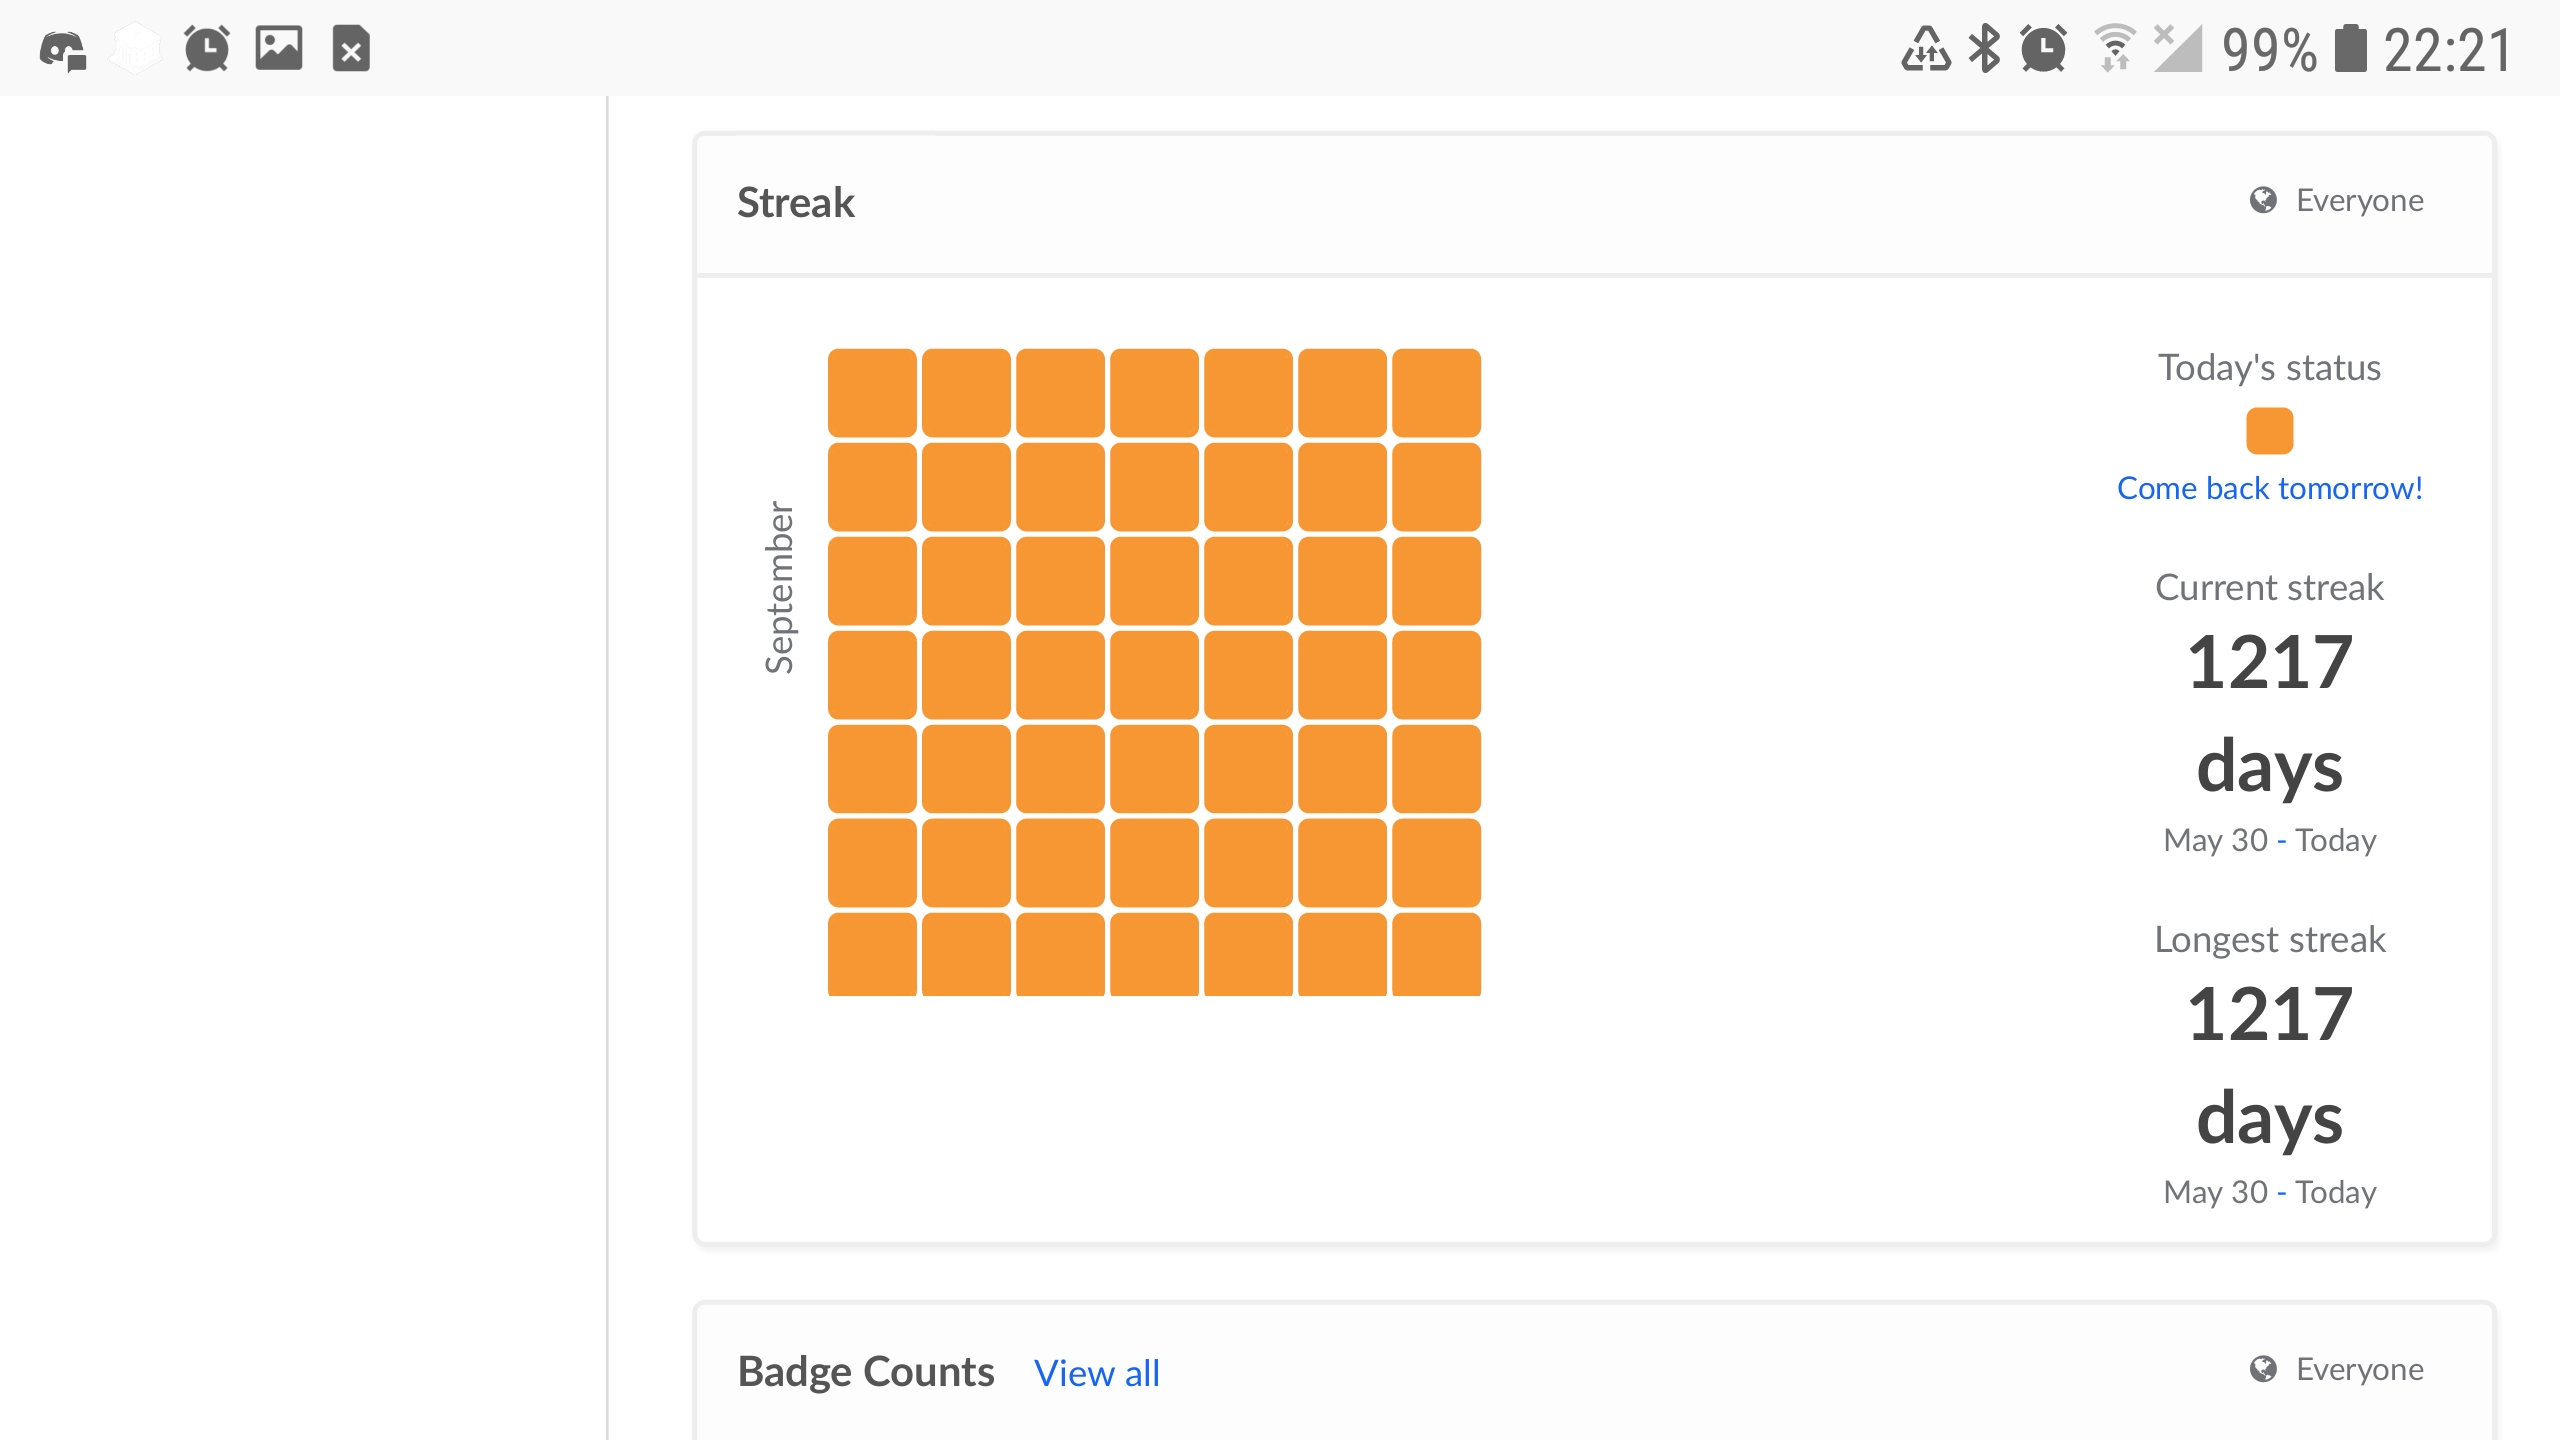 99% 22:21
Streak
Everyone
September
Today's status
Come back tomorrow!
Current streak
1217
days
May 30 - Today
Longest streak
1217
days
May 30 - Today
Badge Counts View all
Everyone